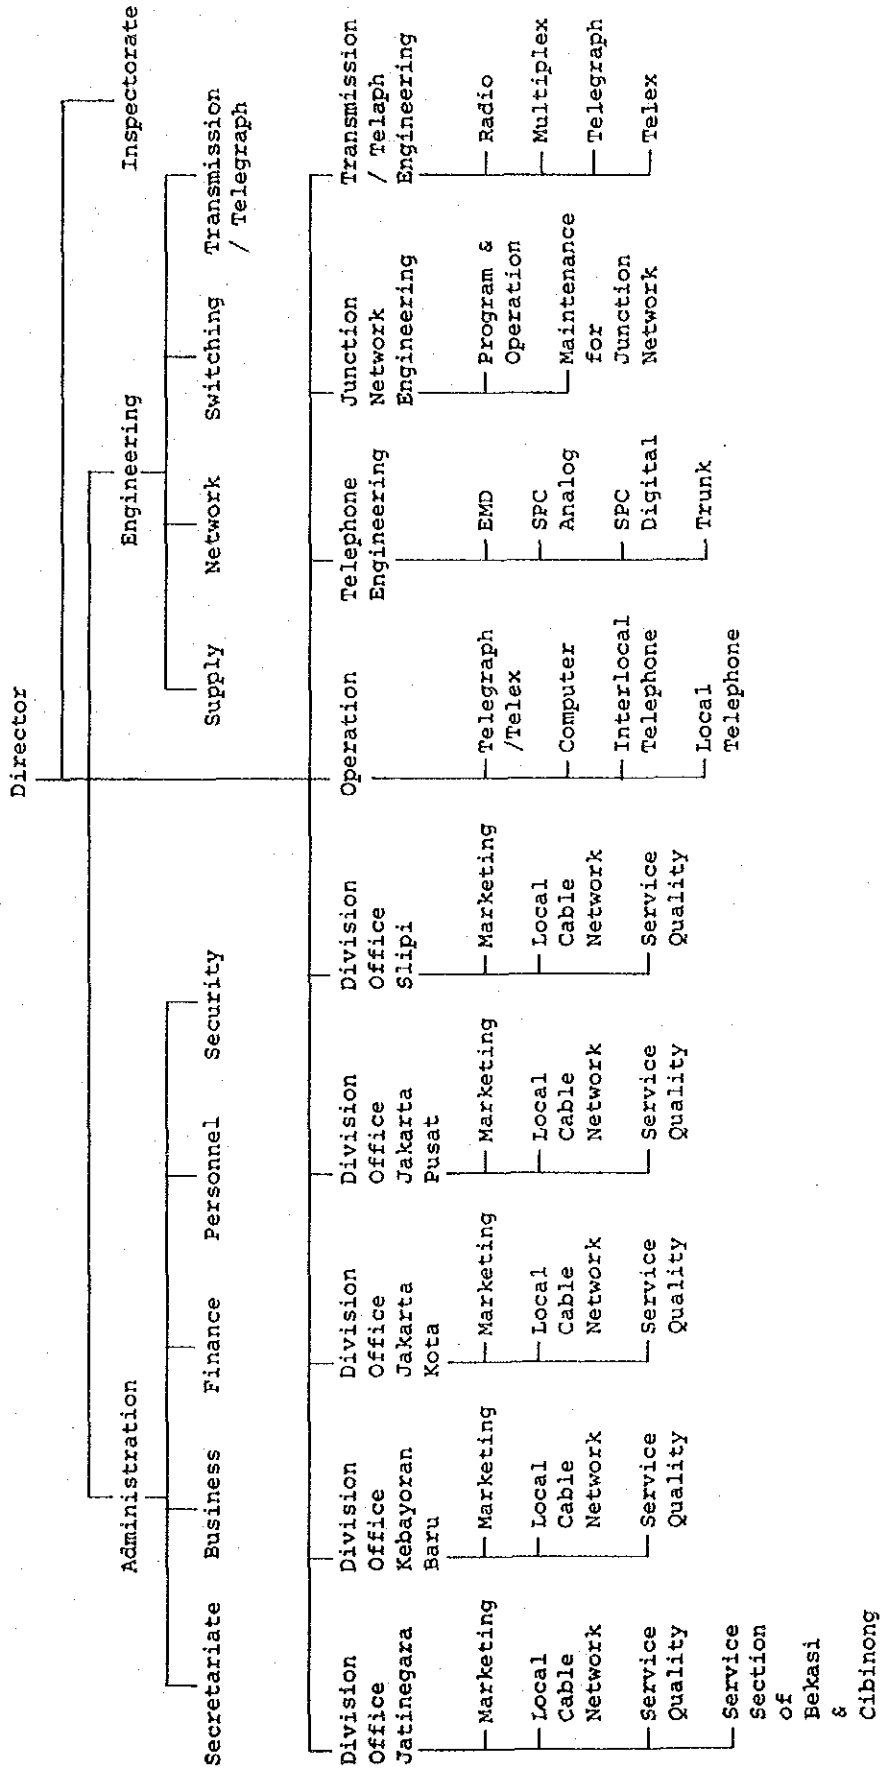 Director
Inspectorate
Administration
Engineering
Secretariate
Business
Finance
Personnel
Security
Supply
Network
Switching
Transmission
/ Telegraph
Division
Office
Jatinegara
Marketing
Local
Cable
Network
Service
Quality
Service
Section
of
Bekasi
&
Cibinong
Division
Office
Kebayoran
Baru
Marketing
Local
Cable
Network
Service
Quality
Division
Office
Jakarta
Kota
Marketing
Local
Cable
Network
Service
Quality
Division
Office
Jakarta
Pusat
Marketing
Local
Cable
Network
Service
Quality
Division
Office
Slipi
Marketing
Local
Cable
Network
Service
Quality
Operation
Telegraph
/Telex
Computer
Interlocal
Telephone
Local
Telephone
Telephone
Engineering
EMD
SPC
Analog
SPC
Digital
Trunk
Junction
Network
Engineering
Program &
Operation
Maintenance
for
Junction
Network
Transmission
/ Telaph
Engineering
Radio
Multiplex
Telegraph
Telex